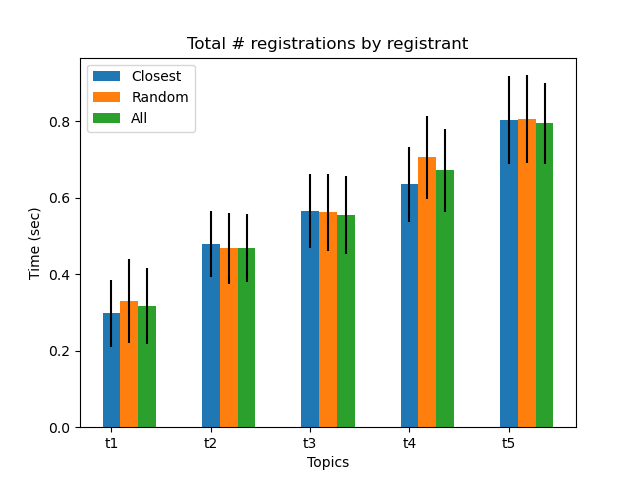 Total # registrations by registrant
Closest
Random
All
0.8
0.6
0.4
0.2
0.0
Time (sec)
t1 t2 t3 t4 t5
Topics